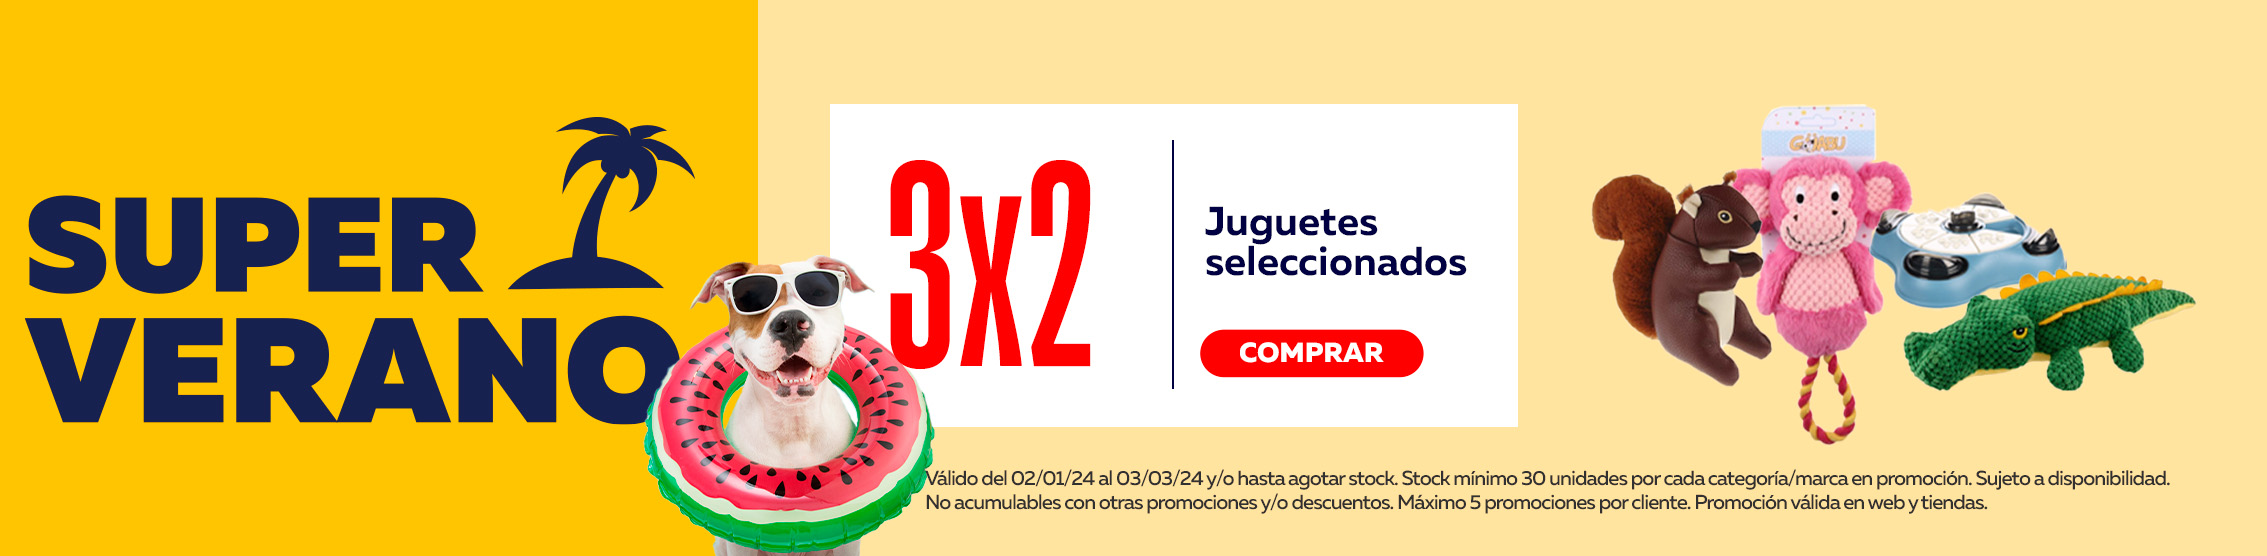 SUPER
VERANO
3x2
Juguetes
seleccionados
COMPRAR
GUABU
Válido del 02/01/24 al 03/03/24 y/o hasta agotar stock. Stock mínimo 30 unidades por cada categoría/marca en promoción. Sujeto a disponibilidad.
No acumulables con otras promociones y/o descuentos. Máximo 5 promociones por cliente. Promoción válida en web y tiendas.